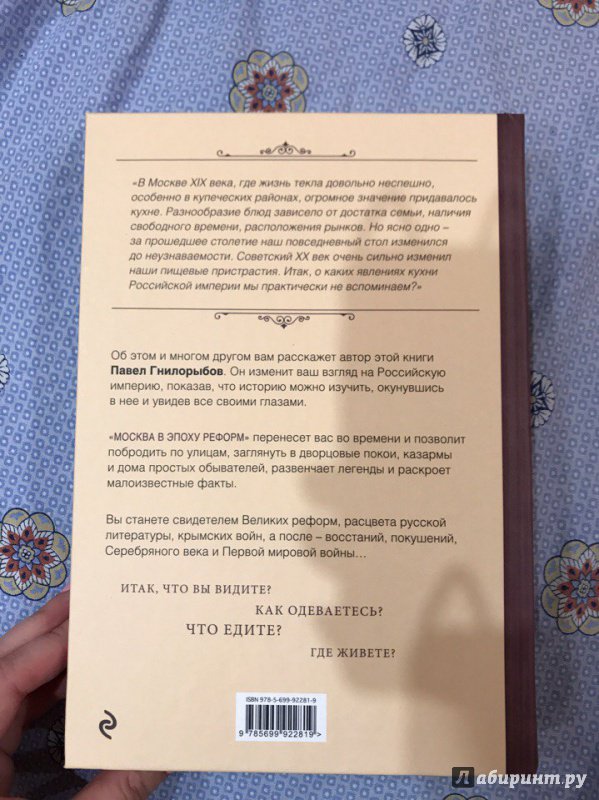 «В Москве XIX века, где жизнь текла довольно неспешно,
особенно в купеческих районах, огромное значение придавалось
кухне. Разнообразие блюд зависело от достатка семьи, наличия
свободного времени, расположения рынков. Но ясно одно –
за прошедшее столетие наш повседневный стол изменился
до неузнаваемости. Советский XX век очень сильно изменил
наши пищевые пристрастия. Итак, о каких явлениях кухни
Российской империи мы практически не вспоминаем?»
Об этом и многом другом вам расскажет автор этой книги
Павел Гнилорыбов. Он изменит ваш взгляд на Российскую
империю, показав, что историю можно изучить, окунувшись
в нее и увидев все своими глазами.
«МОСКВА В ЭПОХУ РЕФОРМ» перенесет вас во времени и позволит
побродить по улицам, заглянуть в дворцовые покои, казармы
и дома простых обывателей, развенчает легенды и раскроет
малоизвестные факты.
Вы станете свидетелем Великих реформ, расцвета русской
литературы, крымских войн, а после – восстаний, покушений,
Серебряного века и Первой мировой войны...
ИТАК, ЧТО ВЫ ВИДИТЕ?
КАК ОДЕВАЕТЕСЬ?
ЧТО ЕДИТЕ?
ГДЕ ЖИВЕТЕ?
ISBN 978-5-699-92281-9
9 785699 922819 >
лабиринт.ру